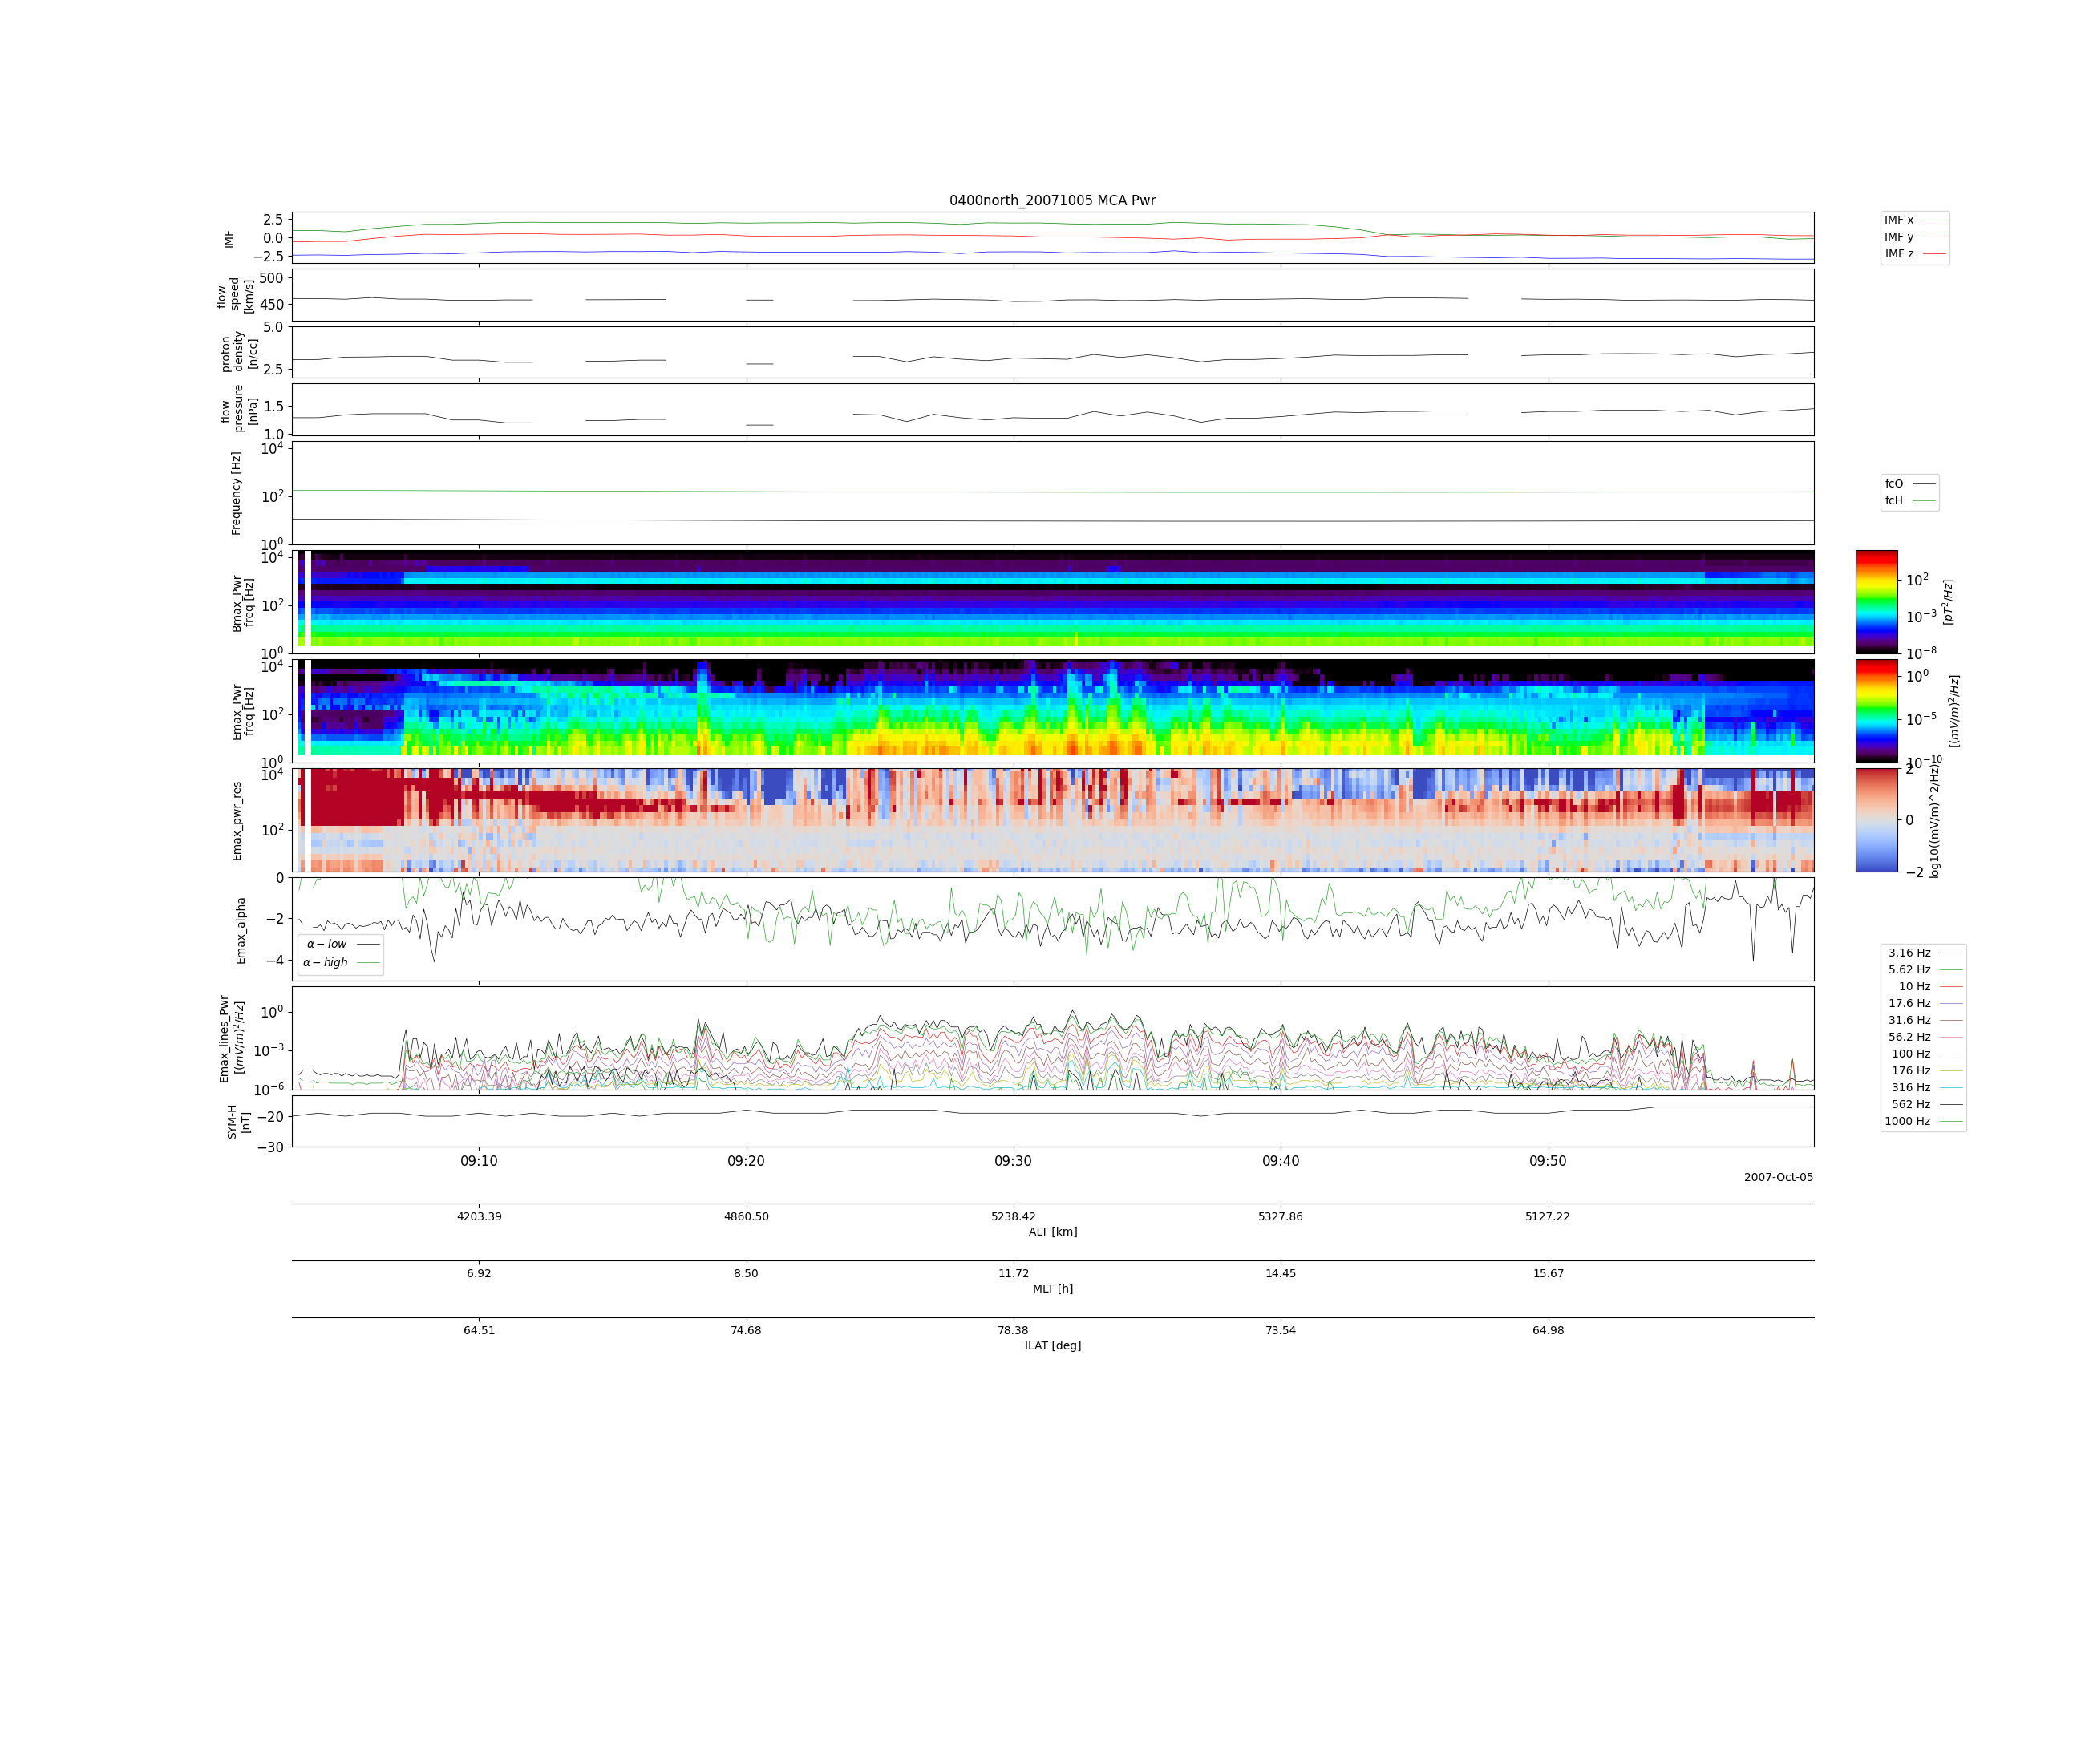 0400north_20071005 MCA Pwr
2.5
0.0
−2.5
IMF
IMF x
IMF y
IMF z
500
450
flow
speed
[km/s]
5.0
2.5
proton
density
[n/cc]
1.5
1.0
flow
pressure
[nPa]
10^4
10^2
10^0
Frequency [Hz]
fcO
fcH
10^4
10^2
10^0
Bmax_Pwr
freq [Hz]
10^2
10^−3
10^−8
[pT^2/Hz]
10^4
10^2
10^0
Emax_Pwr
freq [Hz]
10^0
10^−5
10^−10
[(mV/m)^2/Hz]
10^4
10^2
Emax_pwr_res
2
0
−2
log10((mV/m)^2/Hz)
0
−2
−4
Emax_alpha
α − low
α − high
10^0
10^−3
10^−6
Emax_lines_Pwr
[(mV/m)^2/Hz]
3.16 Hz
5.62 Hz
10 Hz
17.6 Hz
31.6 Hz
56.2 Hz
100 Hz
176 Hz
316 Hz
562 Hz
1000 Hz
−20
−30
SYM-H
[nT]
09:10 09:20 09:30 09:40 09:50
2007-Oct-05
4203.39 4860.50 5238.42 5327.86 5127.22
ALT [km]
6.92 8.50 11.72 14.45 15.67
MLT [h]
64.51 74.68 78.38 73.54 64.98
ILAT [deg]